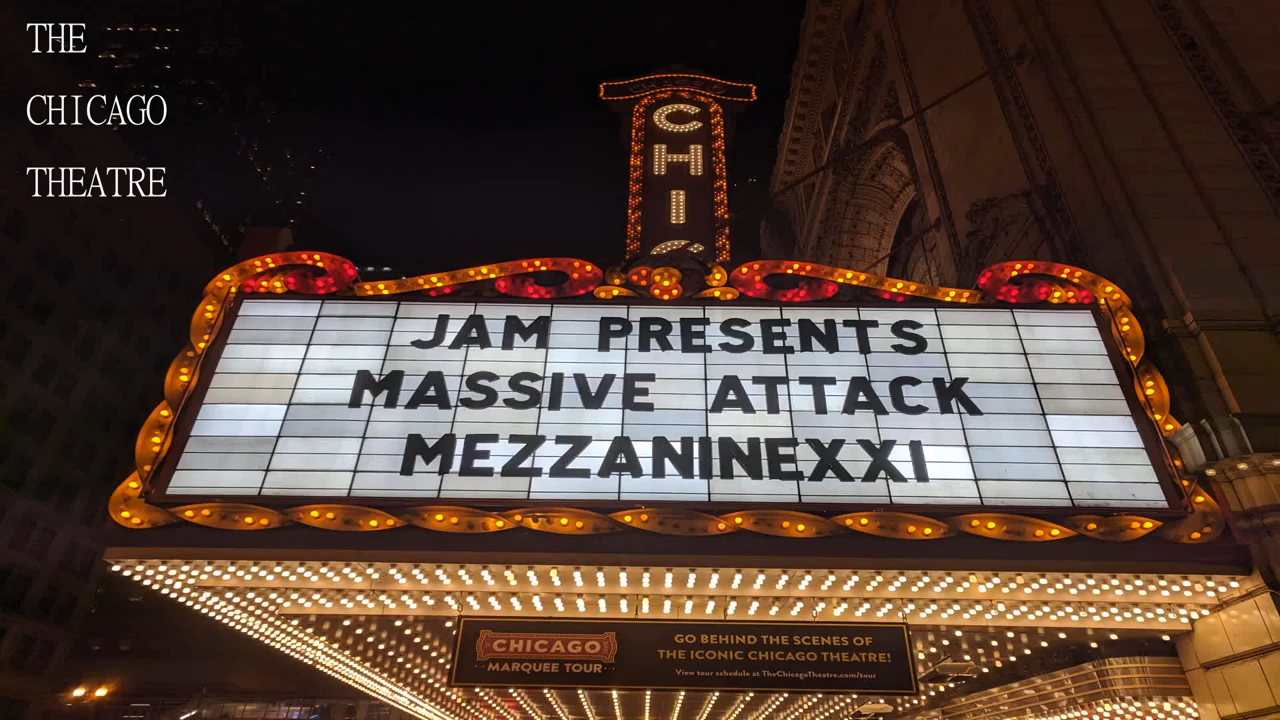 THE
CHICAGO
THEATRE
CHI
JAM PRESENTS
MASSIVE ATTACK
MEZZANINEXXI
CHICAGO
MARQUEE TOUR
GO BEHIND THE SCENES OF
THE ICONIC CHICAGO THEATRE!
View tour schedule at TheChicagoTheatre.com/tour